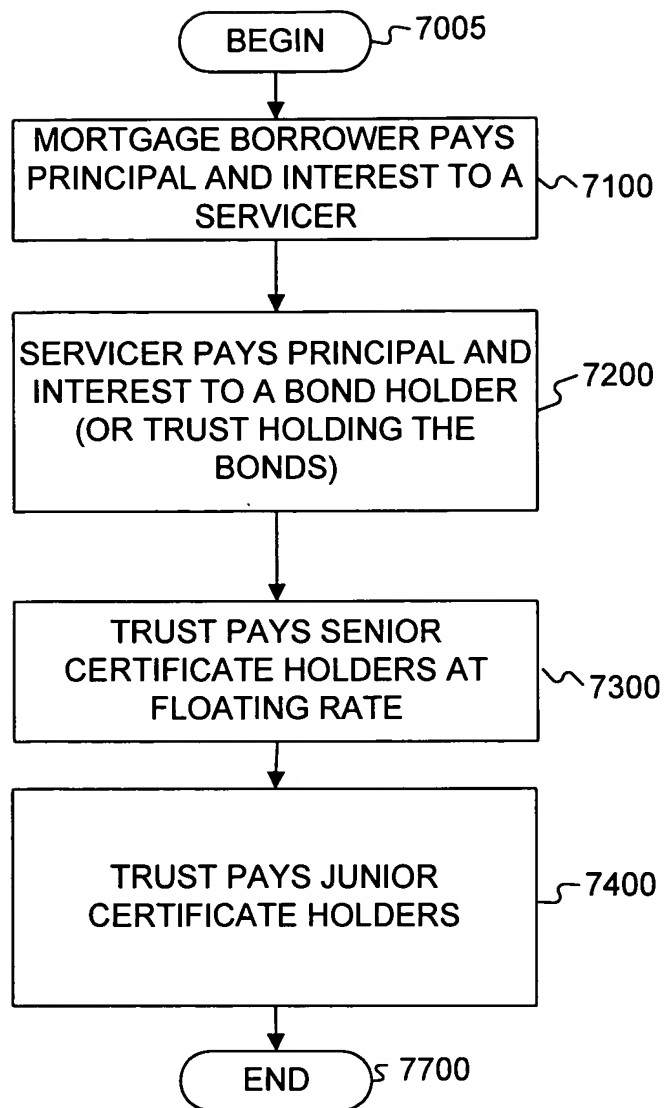 BEGIN
7005
MORTGAGE BORROWER PAYS
PRINCIPAL AND INTEREST TO A
SERVICER
7100
SERVICER PAYS PRINCIPAL AND
INTEREST TO A BOND HOLDER
(OR TRUST HOLDING THE
BONDS)
7200
TRUST PAYS SENIOR
CERTIFICATE HOLDERS AT
FLOATING RATE
7300
TRUST PAYS JUNIOR
CERTIFICATE HOLDERS
7400
END
7700